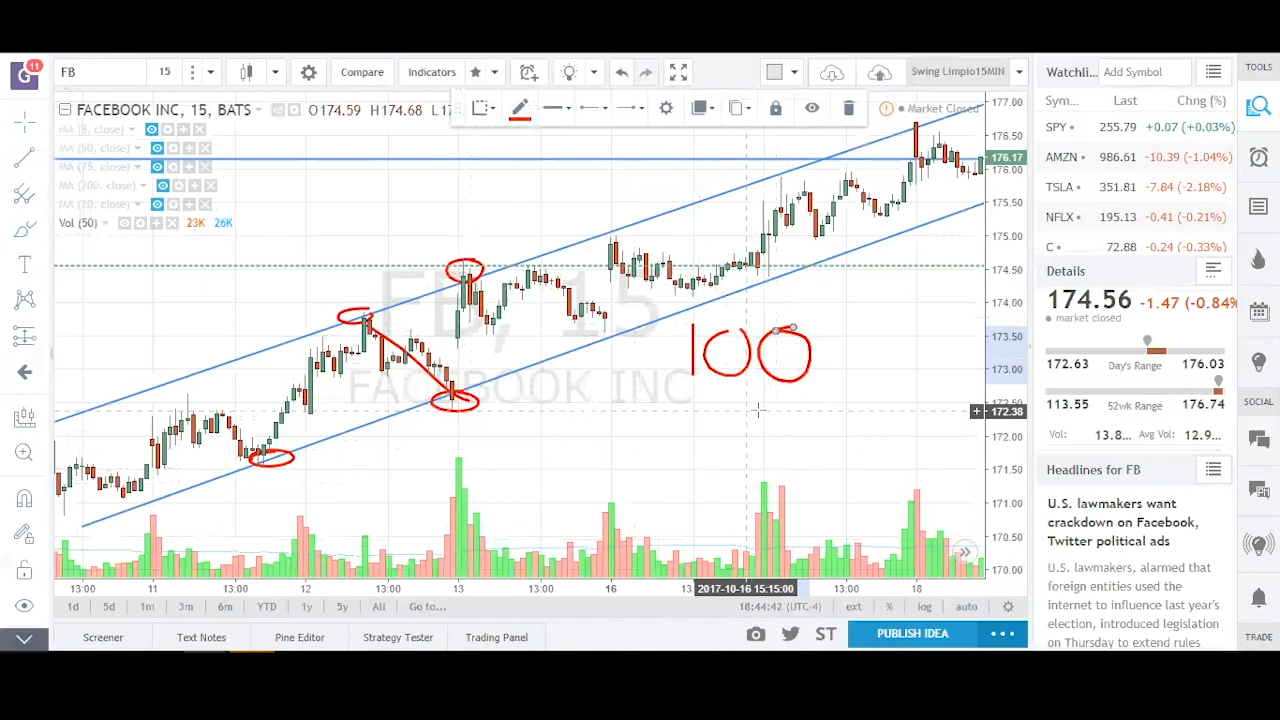 G 11
FB 15 Compare Indicators Swing Limpio15MIN
FACEBOOK INC, 15, BATS O174.59 H174.68 Market Closed
MA (8, close)
MA (50, close)
MA (75, close)
MA (200, close)
MA (20, close)
Vol (50) 23K 26K
FB, 15
FACEBOOK INC
100
177.00
176.50
176.17
176.00
175.50
175.00
174.50
174.00
173.50
173.00
172.50
172.38
172.00
171.50
171.00
170.50
170.00
13:00 11 13:00 12 13:00 13 13:00 16 2017-10-16 15:15:00 13:00 18
1d 5d 1m 3m 6m YTD 1y 5y All Go to... 18:44:42 (UTC-4) ext % log auto
Screener Text Notes Pine Editor Strategy Tester Trading Panel ST PUBLISH IDEA
Watchli... Add Symbol
Sym... Last Chng (%)
SPY 255.79 +0.07 (+0.03%)
AMZN 986.61 -10.39 (-1.04%)
TSLA 351.81 -7.84 (-2.18%)
NFLX 195.13 -0.41 (-0.21%)
C 72.88 -0.24 (-0.33%)
Details
174.56 -1.47 (-0.84%
market closed
172.63 Day's Range 176.03
113.55 52wk Range 176.74
Vol: 13.8... Avg Vol: 12.9...
Headlines for FB
U.S. lawmakers want
crackdown on Facebook,
Twitter political ads
U.S. lawmakers, alarmed that
foreign entities used the
internet to influence last year's
election, introduced legislation
on Thursday to extend rules
TOOLS
SOCIAL
TRADE